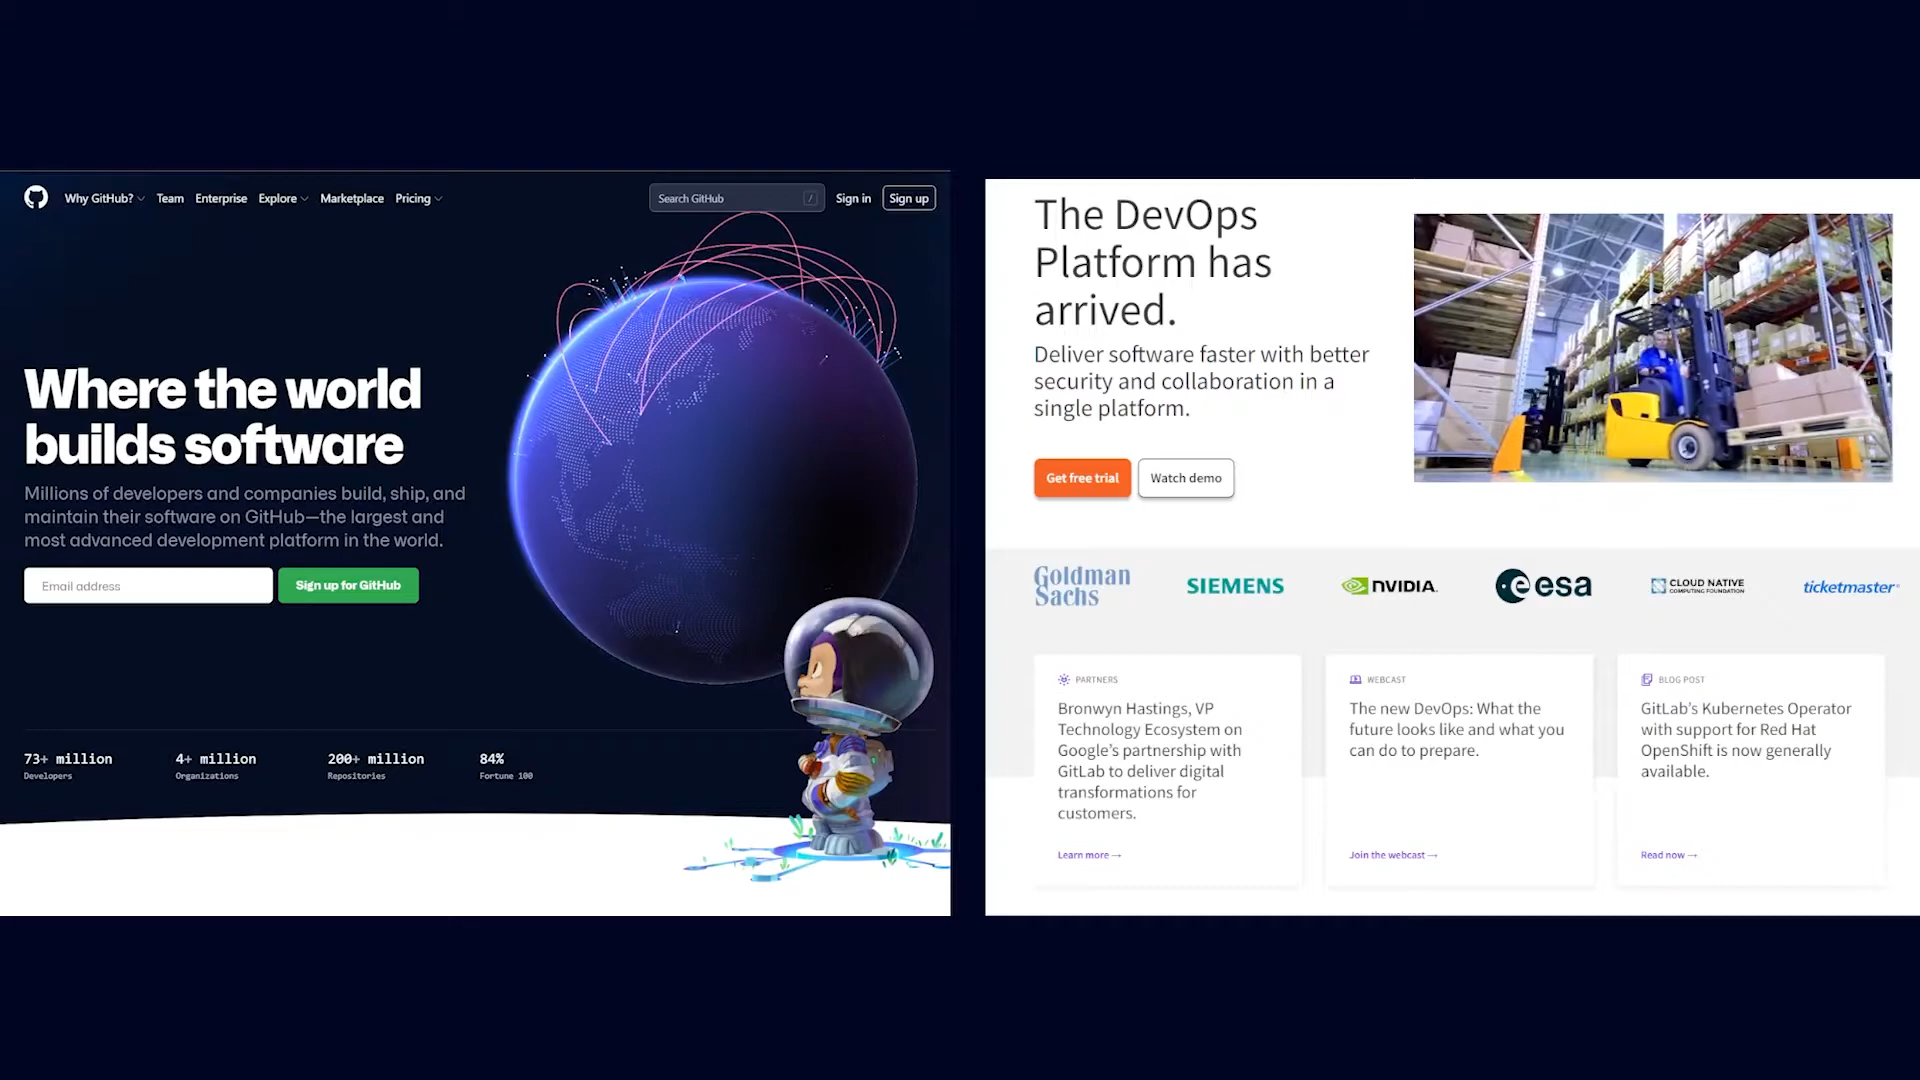 Why GitHub? Team Enterprise Explore Marketplace Pricing Search GitHub / Sign in Sign up
Where the world
builds software
Millions of developers and companies build, ship, and
maintain their software on GitHub—the largest and
most advanced development platform in the world.
Email address Sign up for GitHub
73+ million 4+ million 200+ million 84%
Developers Organizations Repositories Fortune 100
The DevOps
Platform has
arrived.
Deliver software faster with better
security and collaboration in a
single platform.
Get free trial Watch demo
Goldman
Sachs
SIEMENS
NVIDIA.
esa
CLOUD NATIVE
COMPUTING FOUNDATION
ticketmaster®
PARTNERS
Bronwyn Hastings, VP
Technology Ecosystem on
Google's partnership with
GitLab to deliver digital
transformations for
customers.
Learn more →
WEBCAST
The new DevOps: What the
future looks like and what you
can do to prepare.
Join the webcast →
BLOG POST
GitLab's Kubernetes Operator
with support for Red Hat
OpenShift is now generally
available.
Read now →